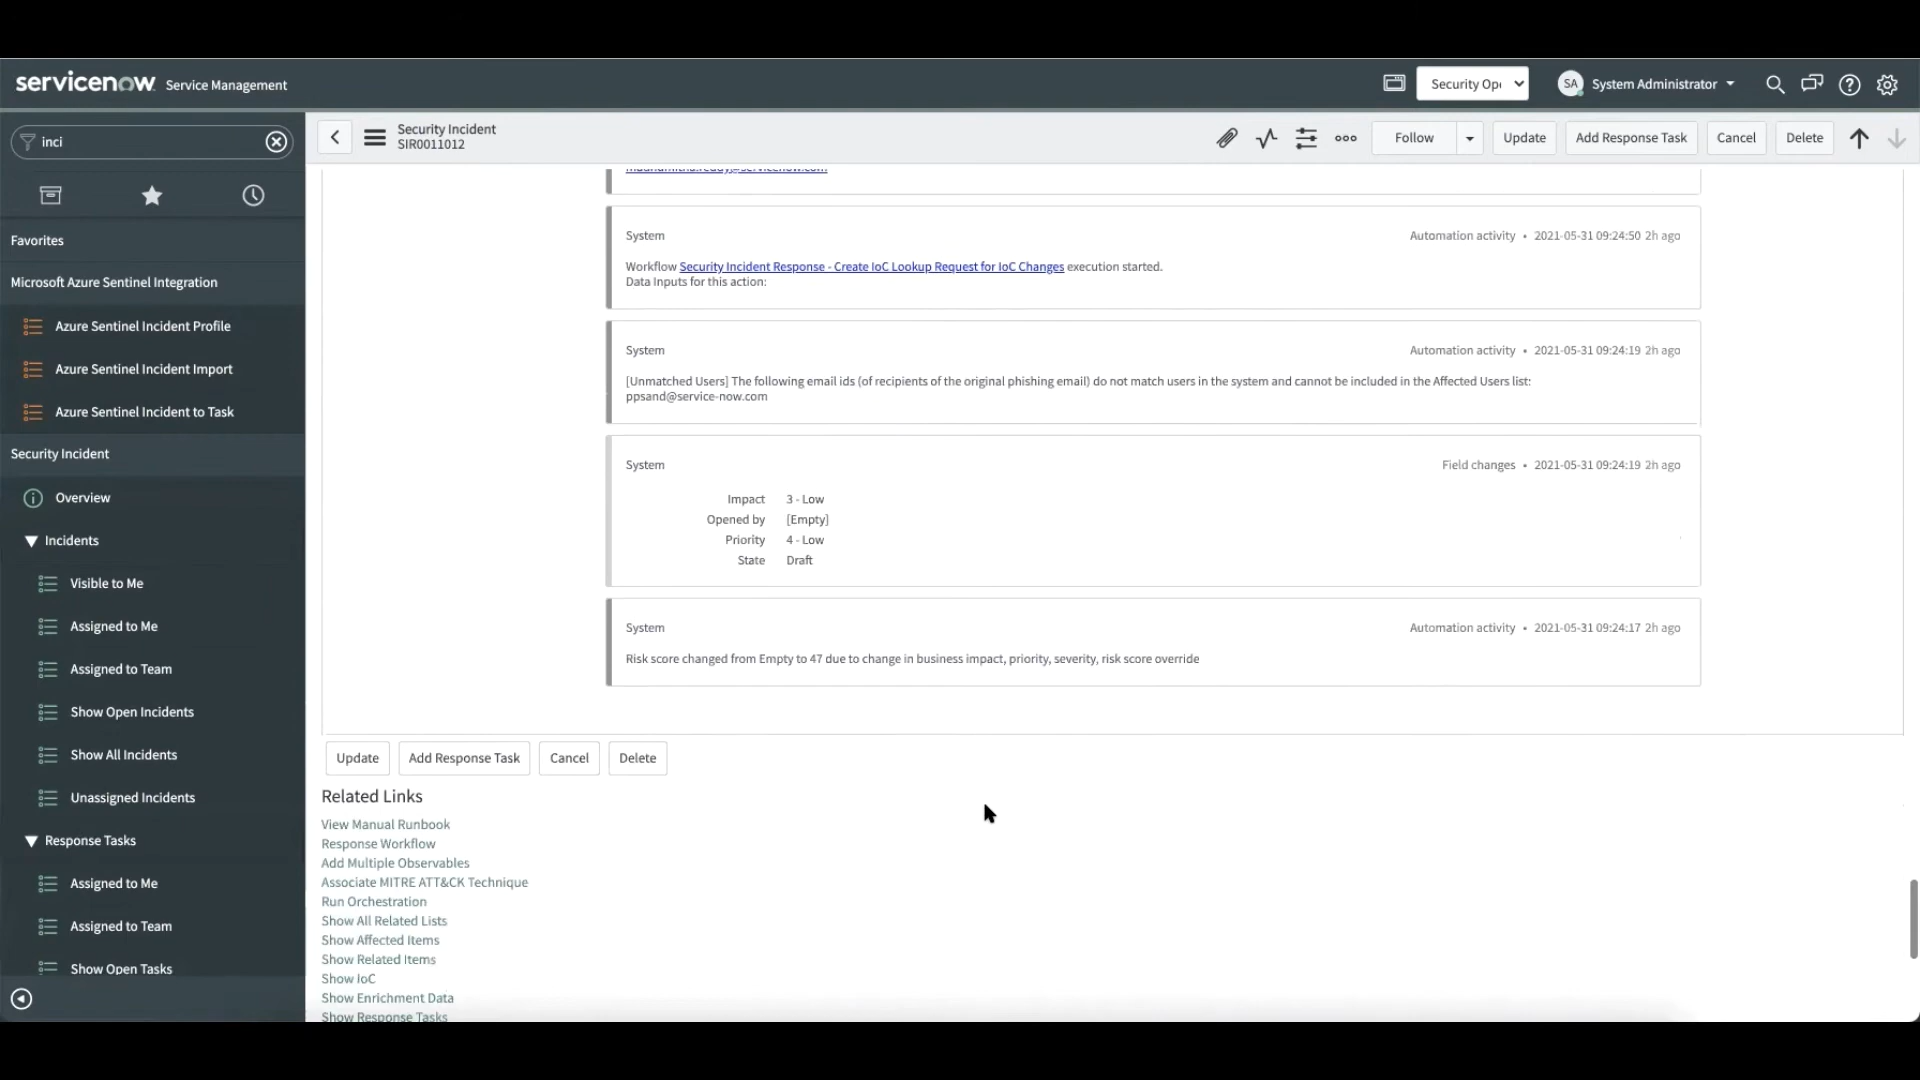 servicenow Service Management
Security Ope
SA System Administrator
inci
Security Incident
SIR0011012
Follow
Update
Add Response Task
Cancel
Delete
Favorites
Microsoft Azure Sentinel Integration
Azure Sentinel Incident Profile
Azure Sentinel Incident Import
Azure Sentinel Incident to Task
Security Incident
Overview
Incidents
Visible to Me
Assigned to Me
Assigned to Team
Show Open Incidents
Show All Incidents
Unassigned Incidents
Response Tasks
Assigned to Me
Assigned to Team
Show Open Tasks
System
Automation activity • 2021-05-31 09:24:50 2h ago
Workflow Security Incident Response - Create IoC Lookup Request for IoC Changes execution started.
Data Inputs for this action:
System
Automation activity • 2021-05-31 09:24:19 2h ago
[Unmatched Users] The following email ids (of recipients of the original phishing email) do not match users in the system and cannot be included in the Affected Users list:
ppsand@service-now.com
System
Field changes • 2021-05-31 09:24:19 2h ago
Impact 3 - Low
Opened by [Empty]
Priority 4 - Low
State Draft
System
Automation activity • 2021-05-31 09:24:17 2h ago
Risk score changed from Empty to 47 due to change in business impact, priority, severity, risk score override
Update
Add Response Task
Cancel
Delete
Related Links
View Manual Runbook
Response Workflow
Add Multiple Observables
Associate MITRE ATT&CK Technique
Run Orchestration
Show All Related Lists
Show Affected Items
Show Related Items
Show IoC
Show Enrichment Data
Show Response Tasks